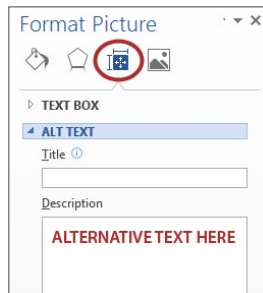 Format Picture
TEXT BOX
ALT TEXT
Title
Description
ALTERNATIVE TEXT HERE